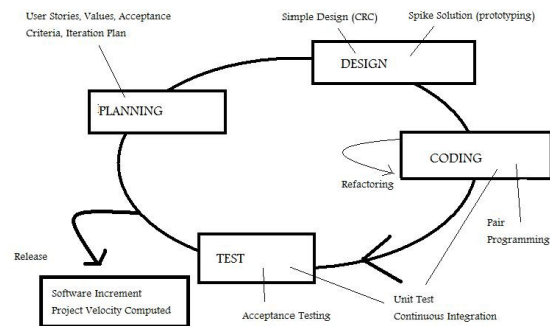 User Stories, Values, Acceptance
Criteria, Iteration Plan
Simple Design (CRC)
Spike Solution (prototyping)
DESIGN
PLANNING
CODING
Refactoring
Pair
Programming
TEST
Release
Software Increment
Project Velocity Computed
Acceptance Testing
Unit Test
Continuous Integration